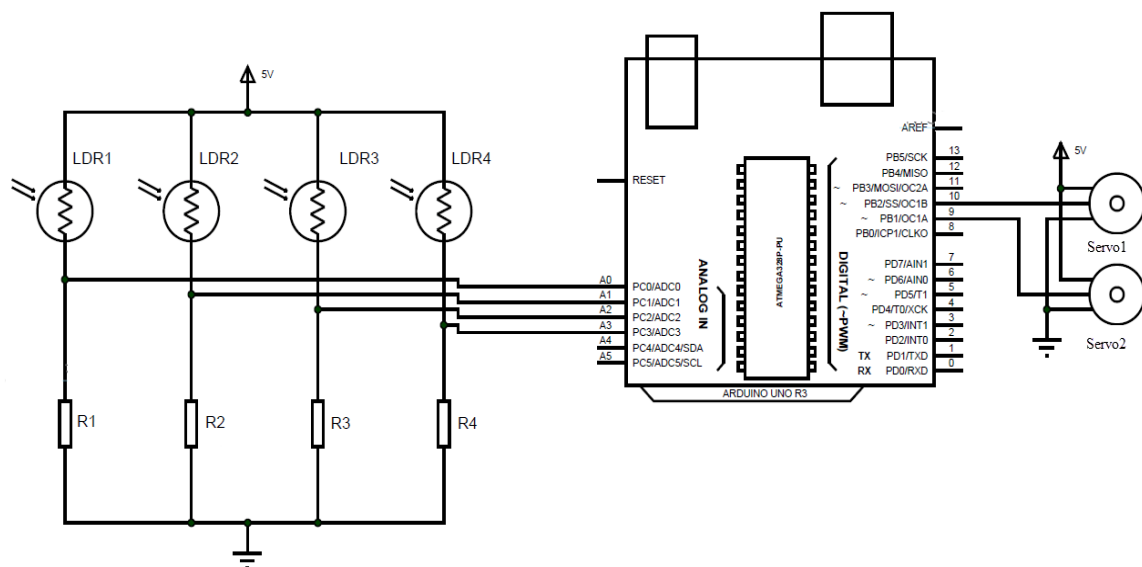 5V
LDR1
LDR2
LDR3
LDR4
R1
R2
R3
R4
RESET
A0 PC0/ADC0
A1 PC1/ADC1
A2 PC2/ADC2
A3 PC3/ADC3
A4 PC4/ADC4/SDA
A5 PC5/ADC5/SCL
ANALOG IN
ATMEGA328P-PU
DIGITAL (~PWM)
AREF
PB5/SCK 13
PB4/MISO 12
~ PB3/MOSI/OC2A 11
~ PB2/SS/OC1B 10
~ PB1/OC1A 9
PB0/ICP1/CLKO 8
PD7/AIN1 7
~ PD6/AIN0 6
~ PD5/T1 5
PD4/T0/XCK 4
~ PD3/INT1 3
PD2/INT0 2
TX PD1/TXD 1
RX PD0/RXD 0
ARDUINO UNO R3
5V
Servo1
Servo2